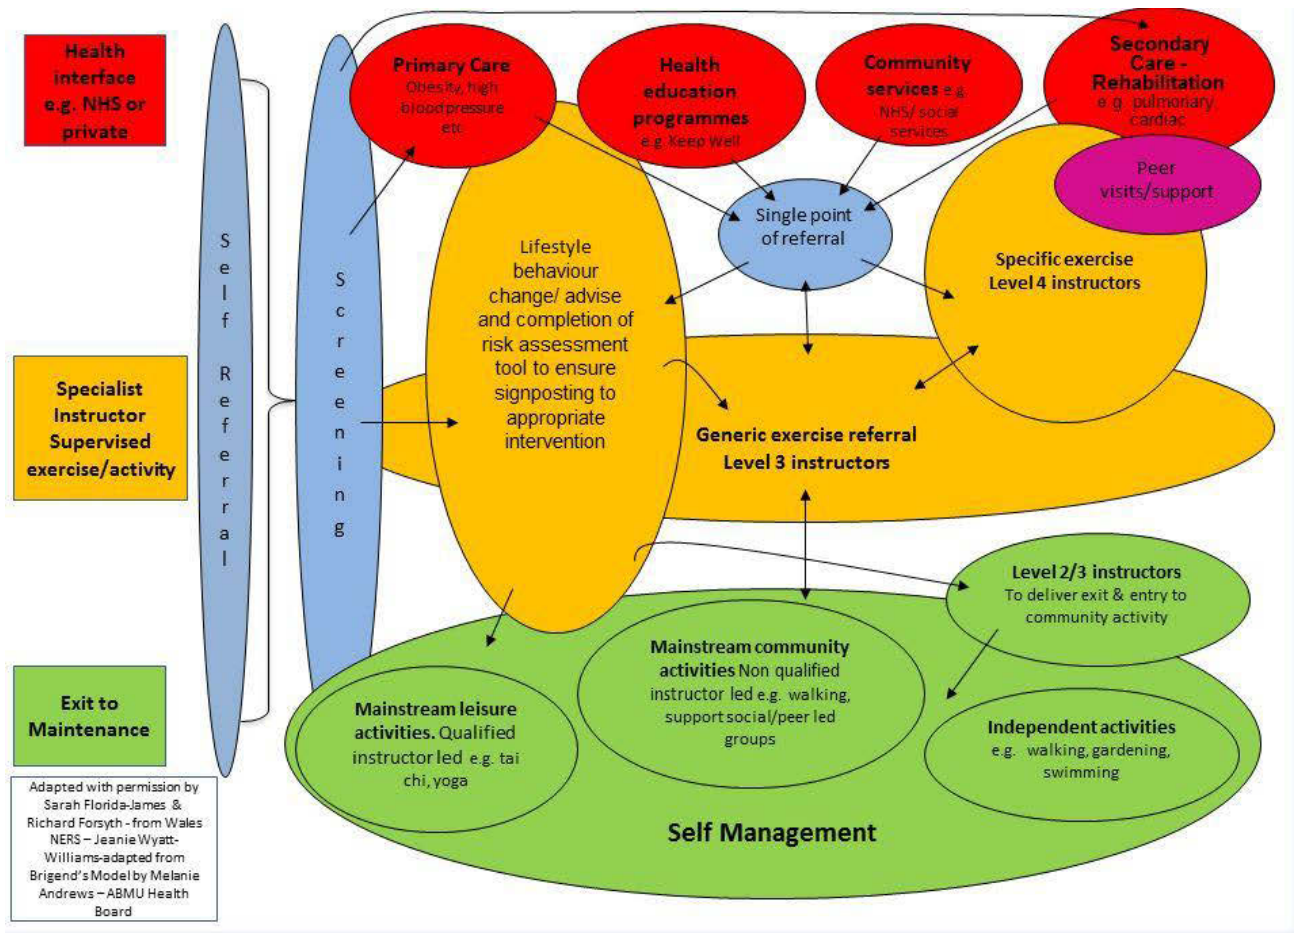 Health
interface
e.g. NHS or
private
Specialist
Instructor
Supervised
exercise/activity
Exit to
Maintenance
Adapted with permission by
Sarah Florida-James &
Richard Forsyth - from Wales
NERS – Jeanie Wyatt-
Williams-adapted from
Brigend's Model by Melanie
Andrews – ABMU Health
Board
Self Referral
Screening
Primary Care
Obesity, high
blood pressure
etc
Health
education
programmes
e.g. Keep Well
Community
services e.g.
NHS/ social
services
Secondary
Care -
Rehabilitation
e.g. pulmonary,
cardiac
Peer
visits/support
Single point
of referral
Lifestyle
behaviour
change/ advise
and completion of
risk assessment
tool to ensure
signposting to
appropriate
intervention
Specific exercise
Level 4 instructors
Generic exercise referral
Level 3 instructors
Level 2/3 instructors
To deliver exit & entry to
community activity
Mainstream leisure
activities. Qualified
instructor led e.g. tai
chi, yoga
Mainstream community
activities Non qualified
instructor led e.g. walking,
support social/peer led
groups
Independent activities
e.g. walking, gardening,
swimming
Self Management